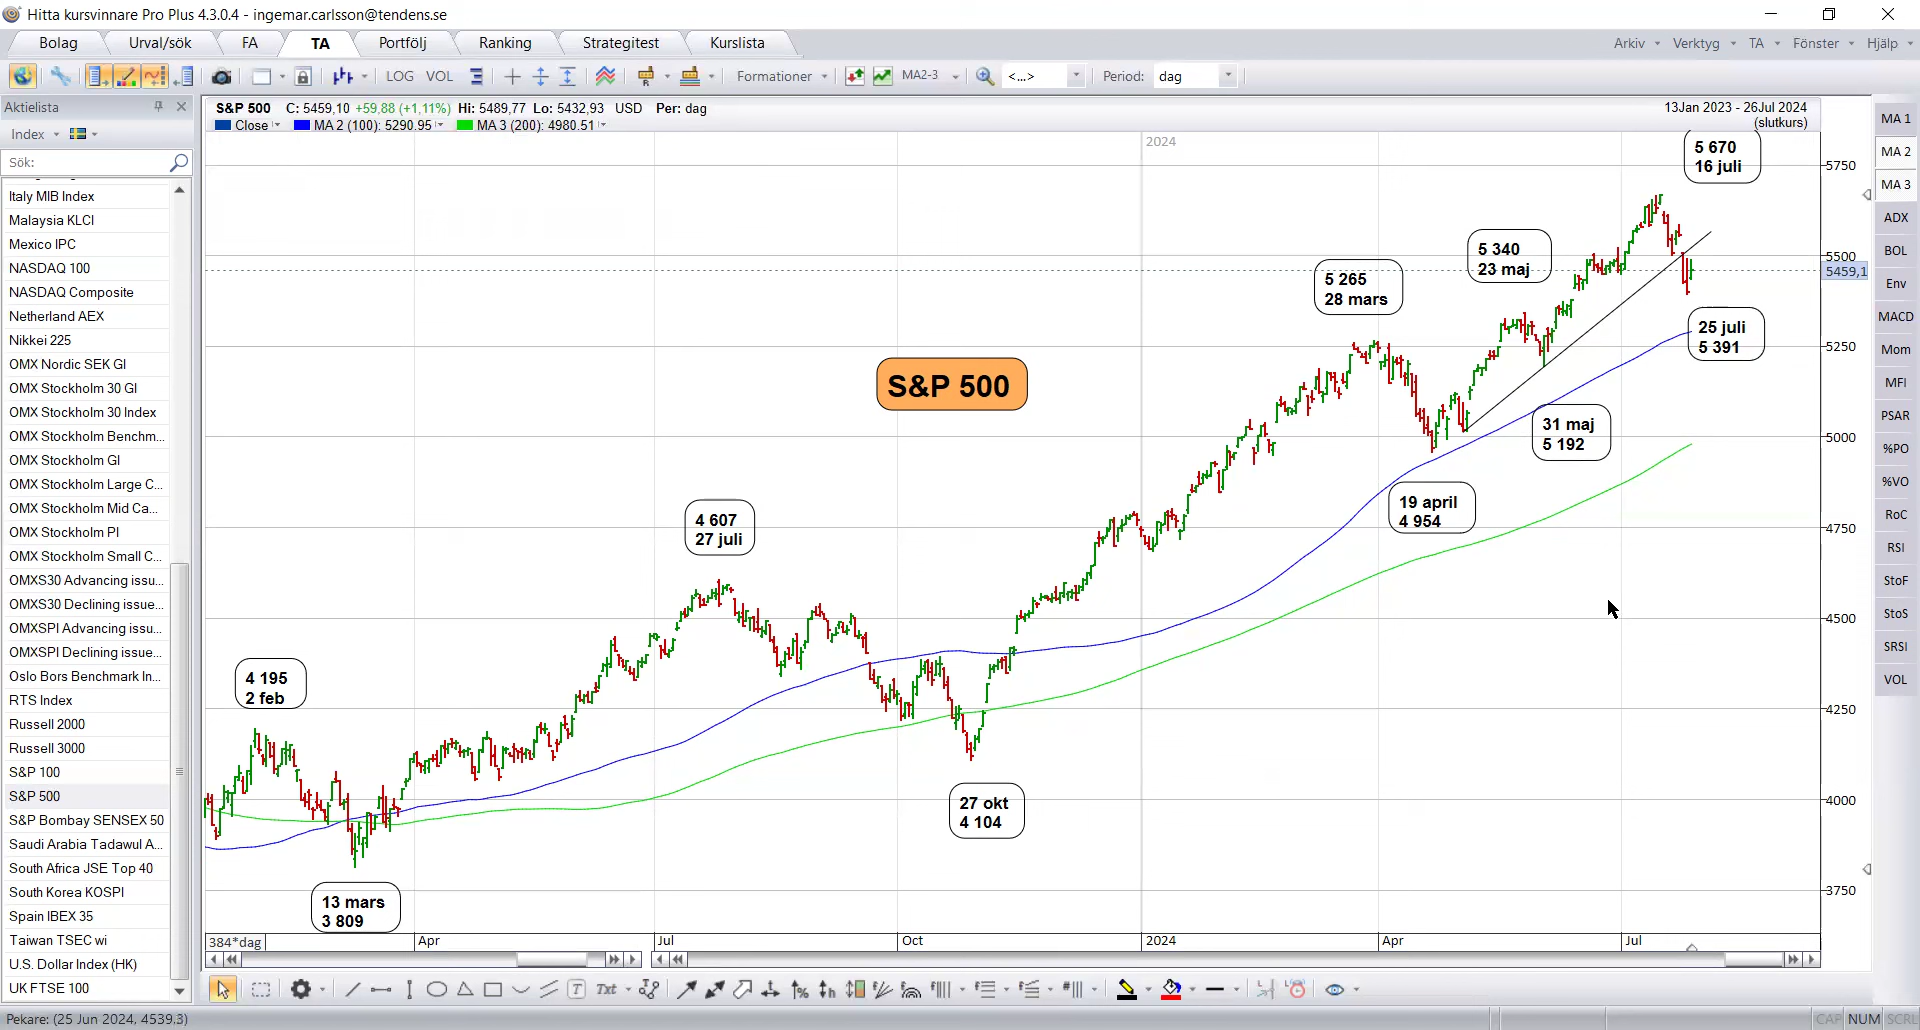 Hitta kursvinnare Pro Plus 4.3.0.4 - ingemar.carlsson@tendens.se
Bolag Urval/sök FA TA Portfölj Ranking Strategitest Kurslista Arkiv Verktyg TA Fönster Hjälp
LOG VOL Formationer MA2-3 <...> Period: dag
Aktielista
Index
Sök:
Italy MIB Index
Malaysia KLCI
Mexico IPC
NASDAQ 100
NASDAQ Composite
Netherland AEX
Nikkei 225
OMX Nordic SEK GI
OMX Stockholm 30 GI
OMX Stockholm 30 Index
OMX Stockholm Benchm...
OMX Stockholm GI
OMX Stockholm Large C...
OMX Stockholm Mid Ca...
OMX Stockholm PI
OMX Stockholm Small C...
OMXS30 Advancing issu...
OMXS30 Declining issue...
OMXSPI Advancing issu...
OMXSPI Declining issue...
Oslo Bors Benchmark In...
RTS Index
Russell 2000
Russell 3000
S&P 100
S&P 500
S&P Bombay SENSEX 50
Saudi Arabia Tadawul A...
South Africa JSE Top 40
South Korea KOSPI
Spain IBEX 35
Taiwan TSEC wi
U.S. Dollar Index (HK)
UK FTSE 100
S&P 500 C: 5459,10 +59,88 (+1,11%) Hi: 5489,77 Lo: 5432,93 USD Per: dag
Close MA 2 (100): 5290.95 MA 3 (200): 4980.51
13Jan 2023 - 26Jul 2024
(slutkurs)
2024
5 670
16 juli
5 340
23 maj
5 265
28 mars
25 juli
5 391
S&P 500
31 maj
5 192
19 april
4 954
4 607
27 juli
4 195
2 feb
27 okt
4 104
13 mars
3 809
5750
5500
5459,1
5250
5000
4750
4500
4250
4000
3750
384*dag Apr Jul Oct 2024 Apr Jul
MA 1
MA 2
MA 3
ADX
BOL
Env
MACD
Mom
MFI
PSAR
%PO
%VO
RoC
RSI
StoF
StoS
SRSI
VOL
T Txt
Pekare: (25 Jun 2024, 4539,3) CAP NUM SCRL